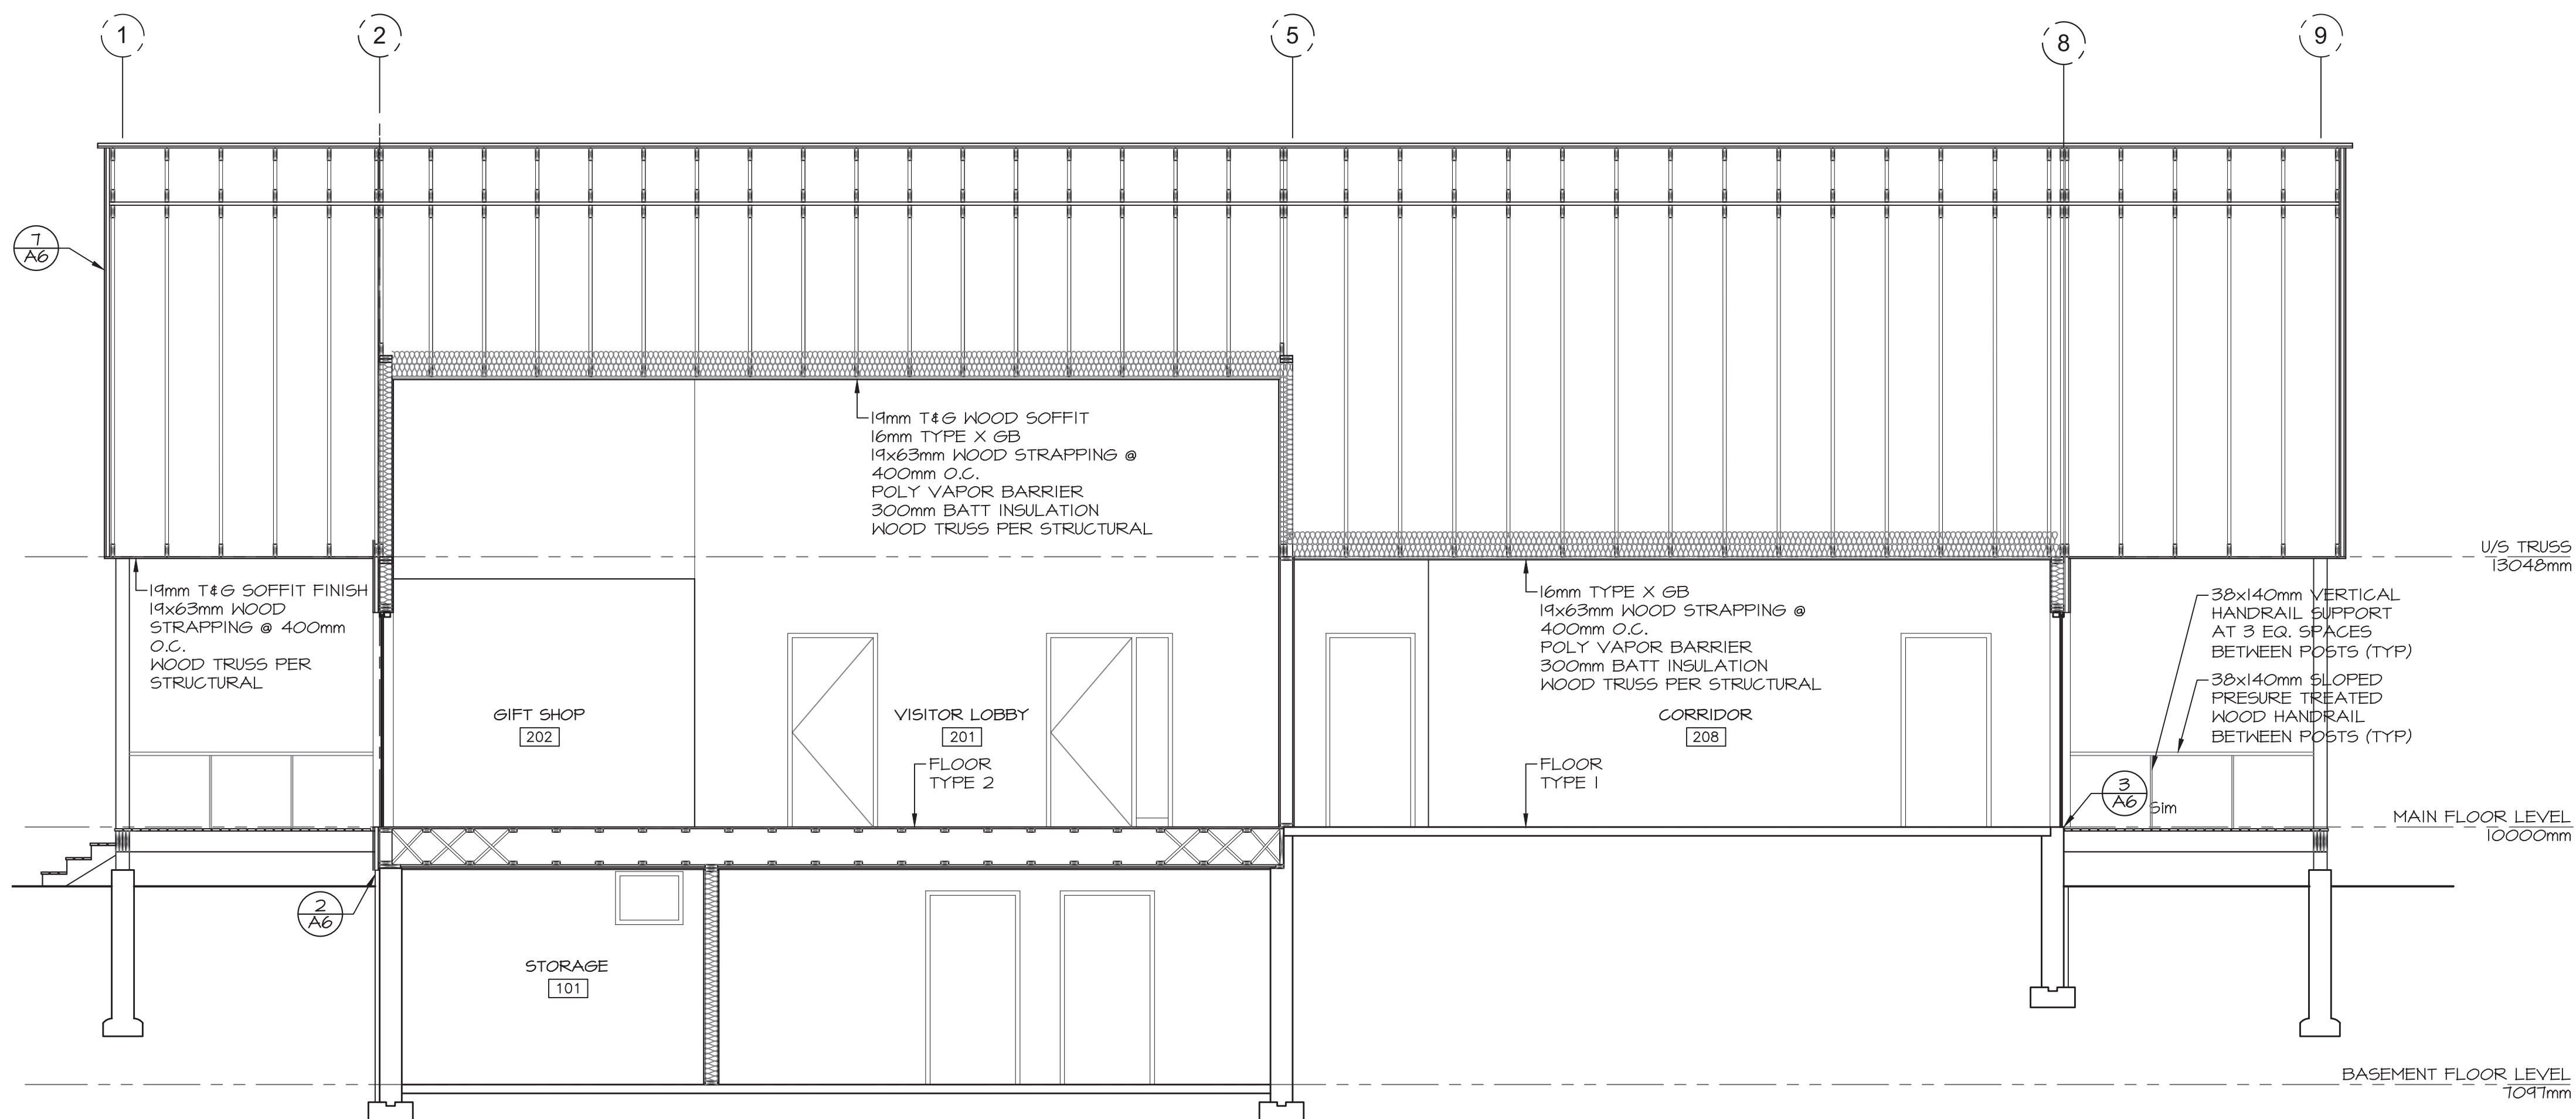 1
2
5
8
9
7
A6
19mm T&G WOOD SOFFIT
16mm TYPE X GB
19x63mm WOOD STRAPPING @
400mm O.C.
POLY VAPOR BARRIER
300mm BATT INSULATION
WOOD TRUSS PER STRUCTURAL
U/S TRUSS
13048mm
19mm T&G SOFFIT FINISH
19x63mm WOOD
STRAPPING @ 400mm
O.C.
WOOD TRUSS PER
STRUCTURAL
16mm TYPE X GB
19x63mm WOOD STRAPPING @
400mm O.C.
POLY VAPOR BARRIER
300mm BATT INSULATION
WOOD TRUSS PER STRUCTURAL
38x140mm VERTICAL
HANDRAIL SUPPORT
AT 3 EQ. SPACES
BETWEEN POSTS (TYP)
38x140mm SLOPED
PRESURE TREATED
WOOD HANDRAIL
BETWEEN POSTS (TYP)
GIFT SHOP
202
VISITOR LOBBY
201
CORRIDOR
208
FLOOR
TYPE 2
FLOOR
TYPE 1
3
A6
Sim
MAIN FLOOR LEVEL
10000mm
2
A6
STORAGE
101
BASEMENT FLOOR LEVEL
7097mm